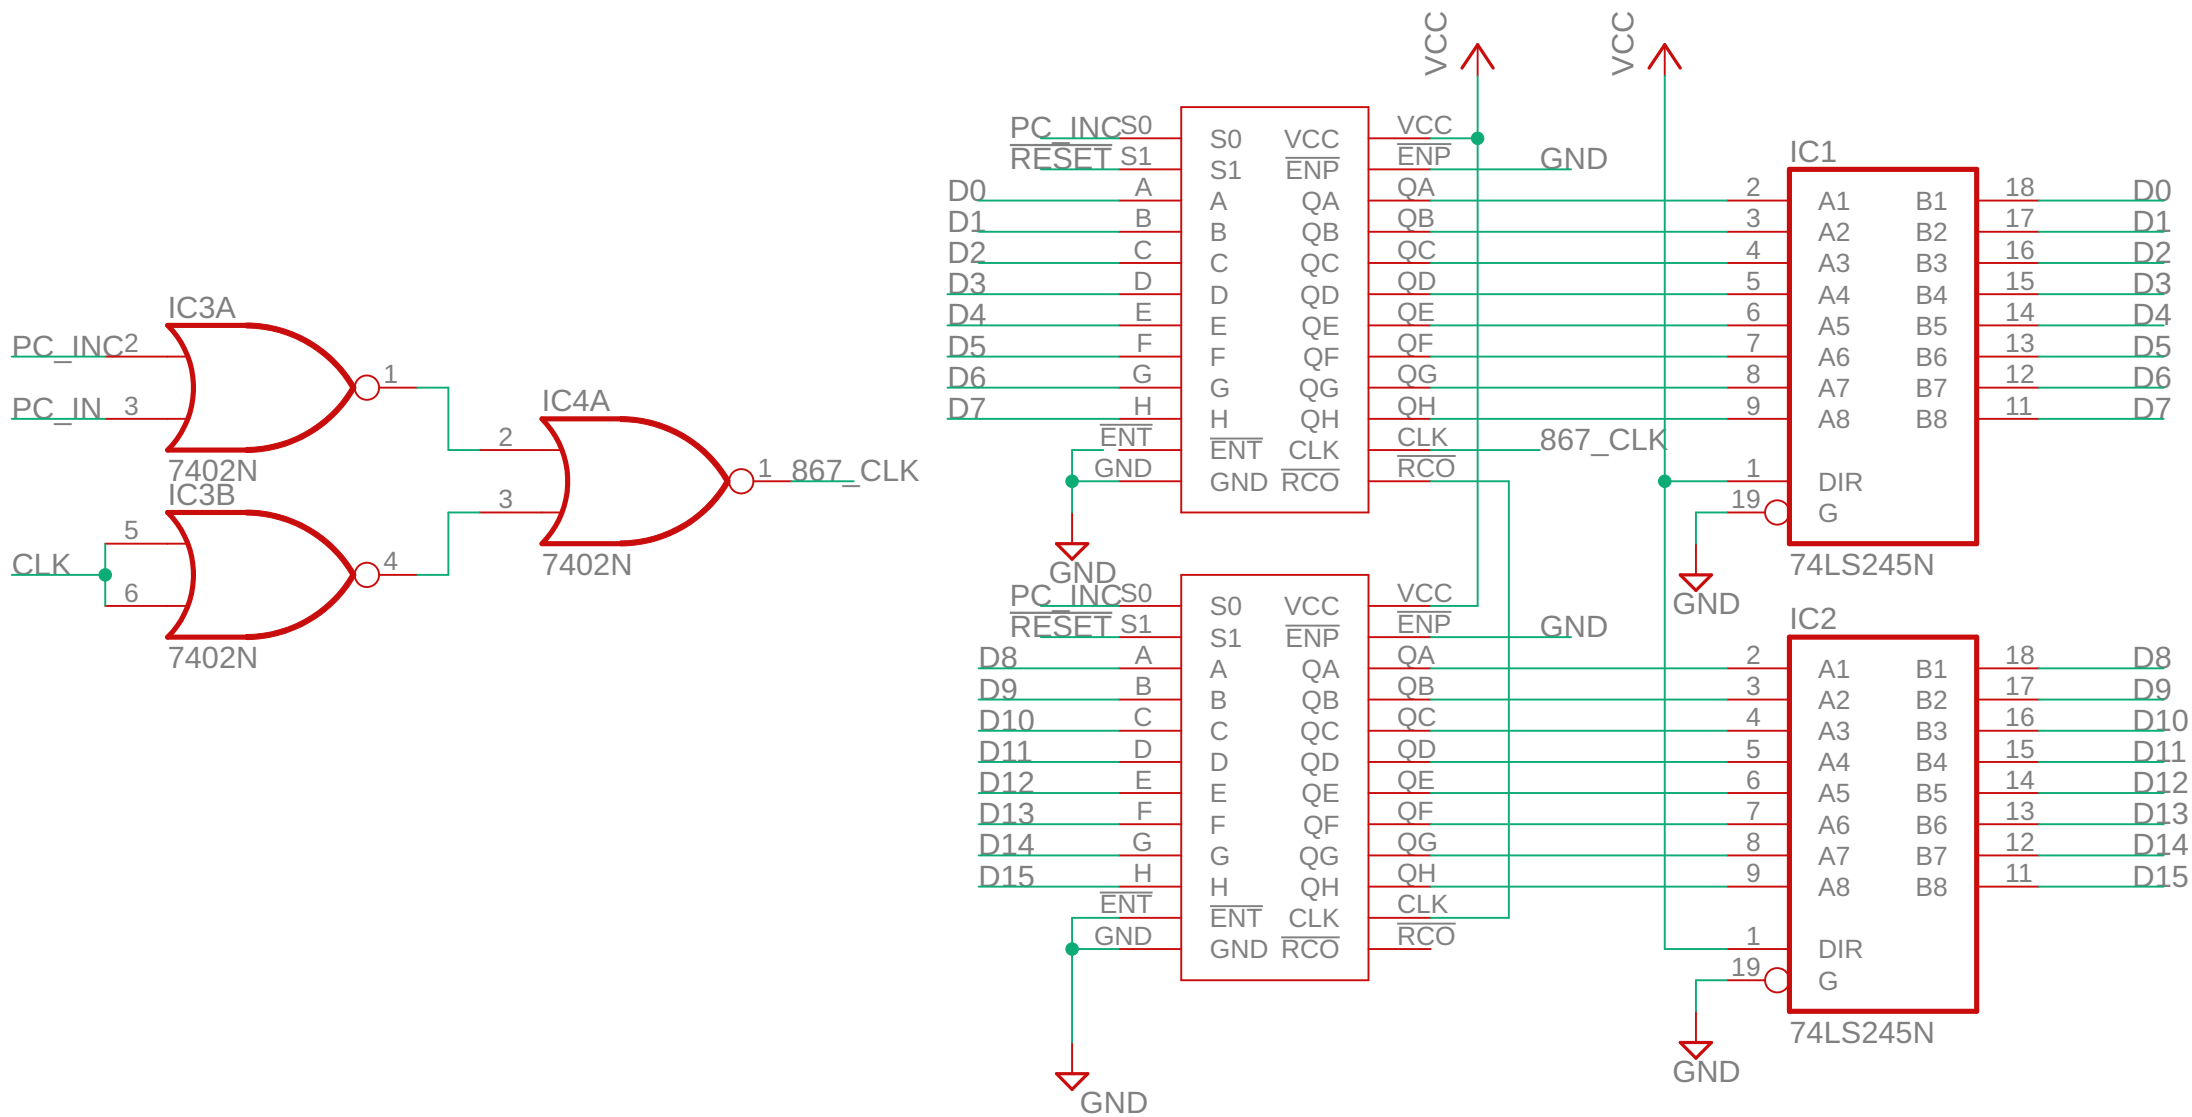 IC3A
PC_INC 2
PC_IN 3
1
7402N
IC3B
CLK
5
6
4
7402N
IC4A
2
3
1 867_CLK
7402N
VCC
VCC
PC_INC S0 S0 VCC VCC
RESET S1 S1 ENP ENP GND
D0 A A QA QA
D1 B B QB QB
D2 C C QC QC
D3 D D QD QD
D4 E E QE QE
D5 F F QF QF
D6 G G QG QG
D7 H H QH QH
ENT ENT CLK CLK 867_CLK
GND GND RCO RCO
GND
IC1
2 A1 B1 18 D0
3 A2 B2 17 D1
4 A3 B3 16 D2
5 A4 B4 15 D3
6 A5 B5 14 D4
7 A6 B6 13 D5
8 A7 B7 12 D6
9 A8 B8 11 D7
1 DIR
19 G
74LS245N
GND
PC_INC S0 S0 VCC VCC
RESET S1 S1 ENP ENP GND
D8 A A QA QA
D9 B B QB QB
D10 C C QC QC
D11 D D QD QD
D12 E E QE QE
D13 F F QF QF
D14 G G QG QG
D15 H H QH QH
ENT ENT CLK CLK
GND GND RCO RCO
GND
IC2
2 A1 B1 18 D8
3 A2 B2 17 D9
4 A3 B3 16 D10
5 A4 B4 15 D11
6 A5 B5 14 D12
7 A6 B6 13 D13
8 A7 B7 12 D14
9 A8 B8 11 D15
1 DIR
19 G
74LS245N
GND